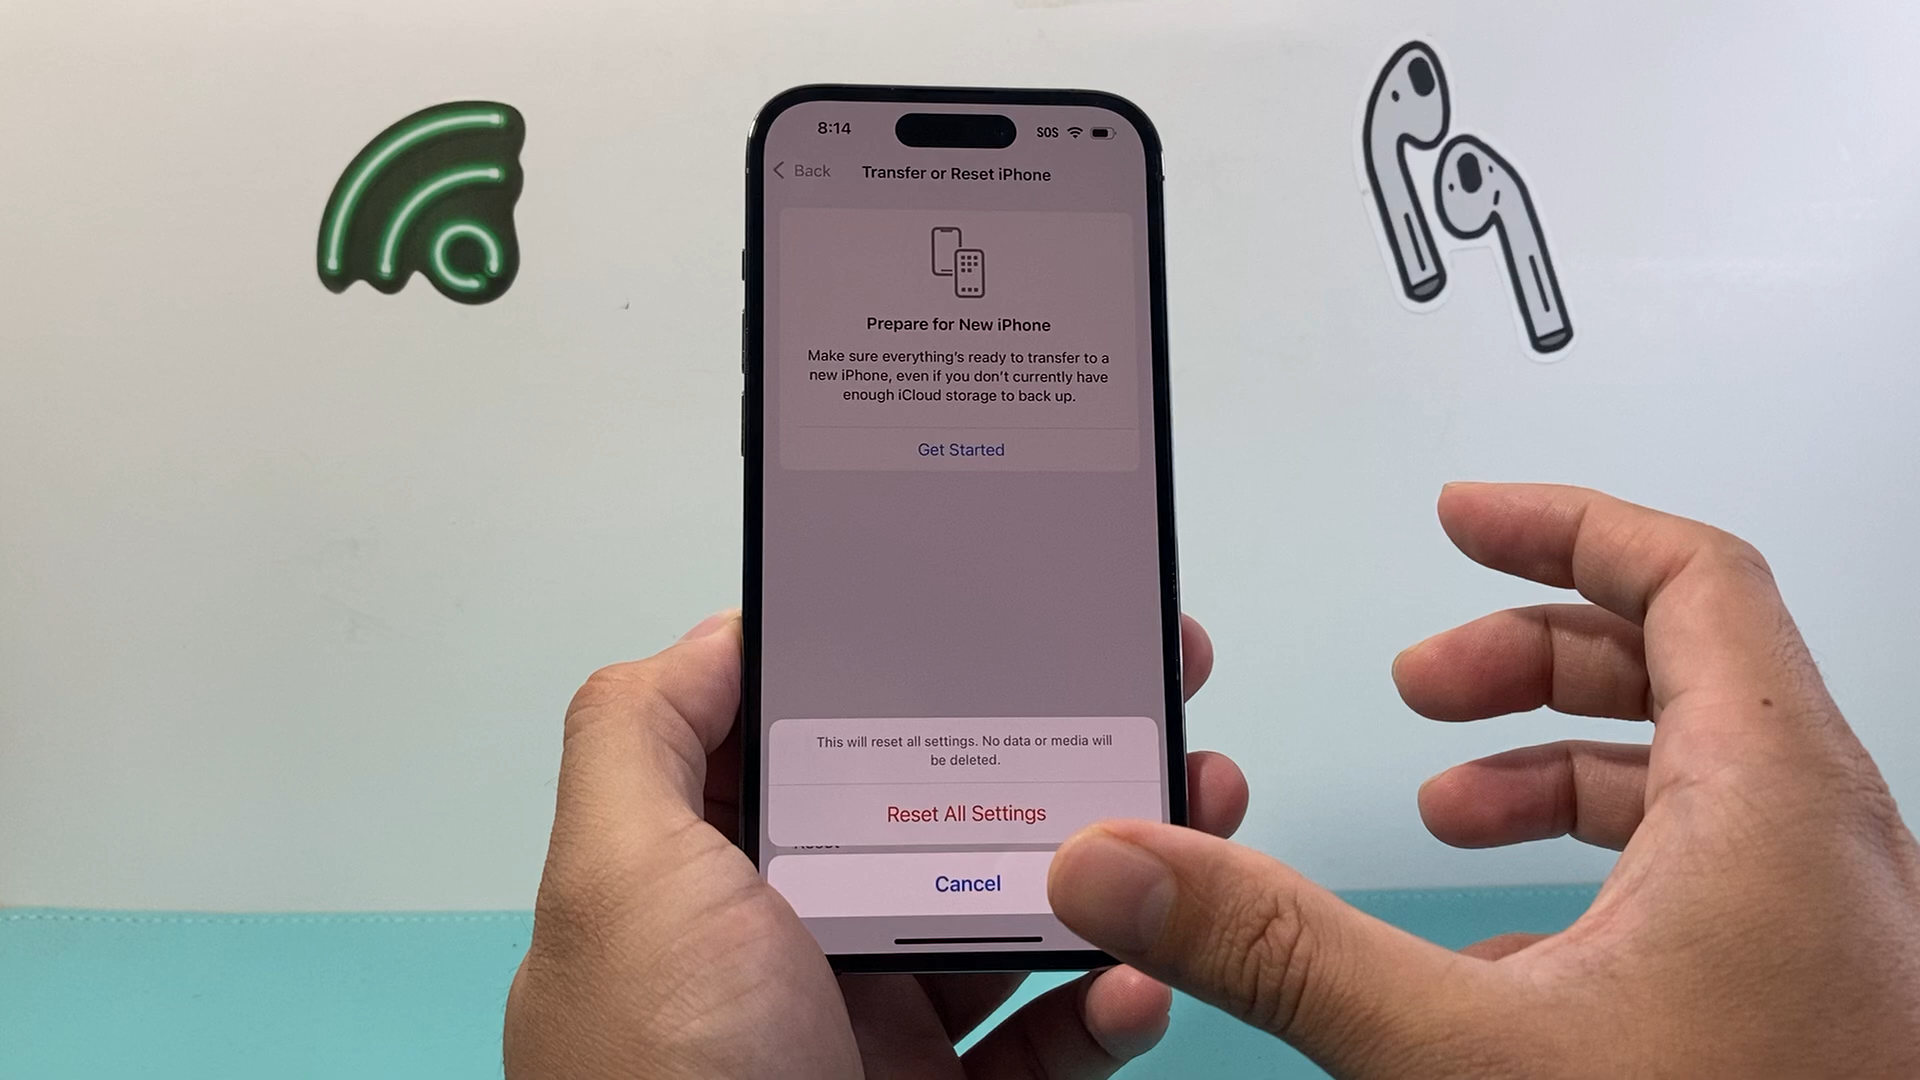 8:14
SOS
Back
Transfer or Reset iPhone
Prepare for New iPhone
Make sure everything's ready to transfer to a
new iPhone, even if you don't currently have
enough iCloud storage to back up.
Get Started
This will reset all settings. No data or media will
be deleted.
Reset All Settings
Cancel